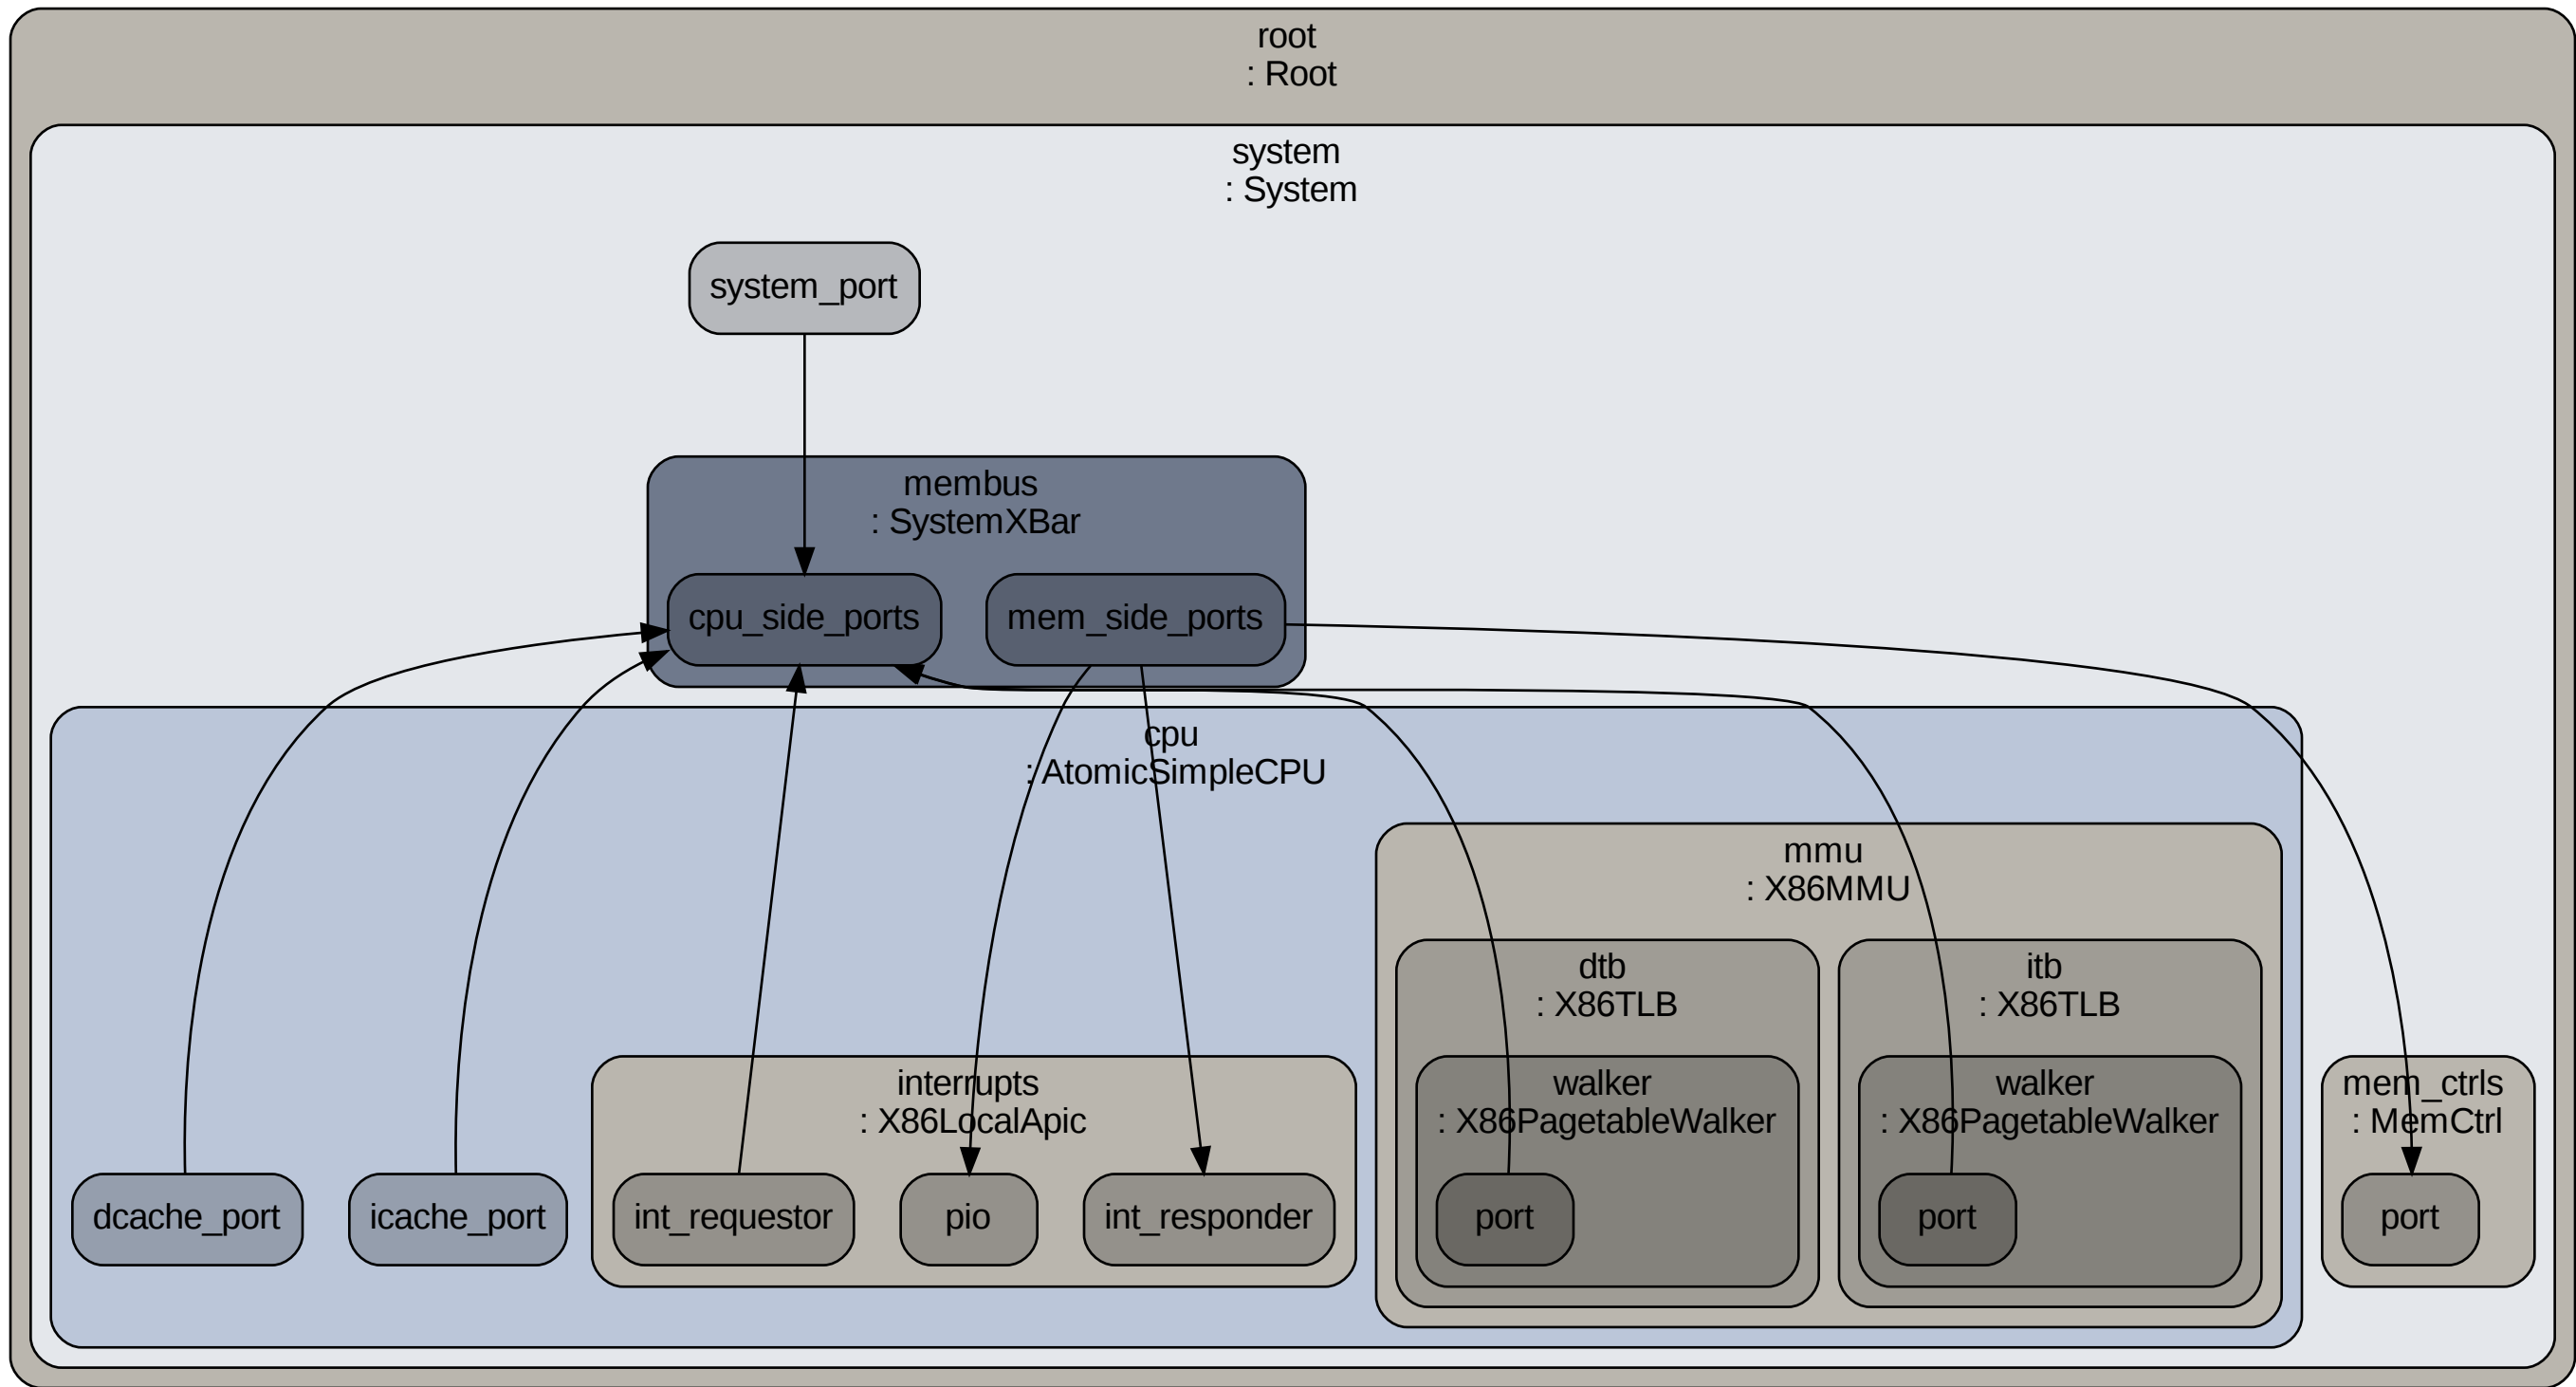 root
: Root
system
: System
system_port
membus
: SystemXBar
cpu_side_ports
mem_side_ports
cpu
: AtomicSimpleCPU
mmu
: X86MMU
dtb
: X86TLB
itb
: X86TLB
interrupts
: X86LocalApic
walker
: X86PagetableWalker
walker
: X86PagetableWalker
mem_ctrls
: MemCtrl
dcache_port
icache_port
int_requestor
pio
int_responder
port
port
port